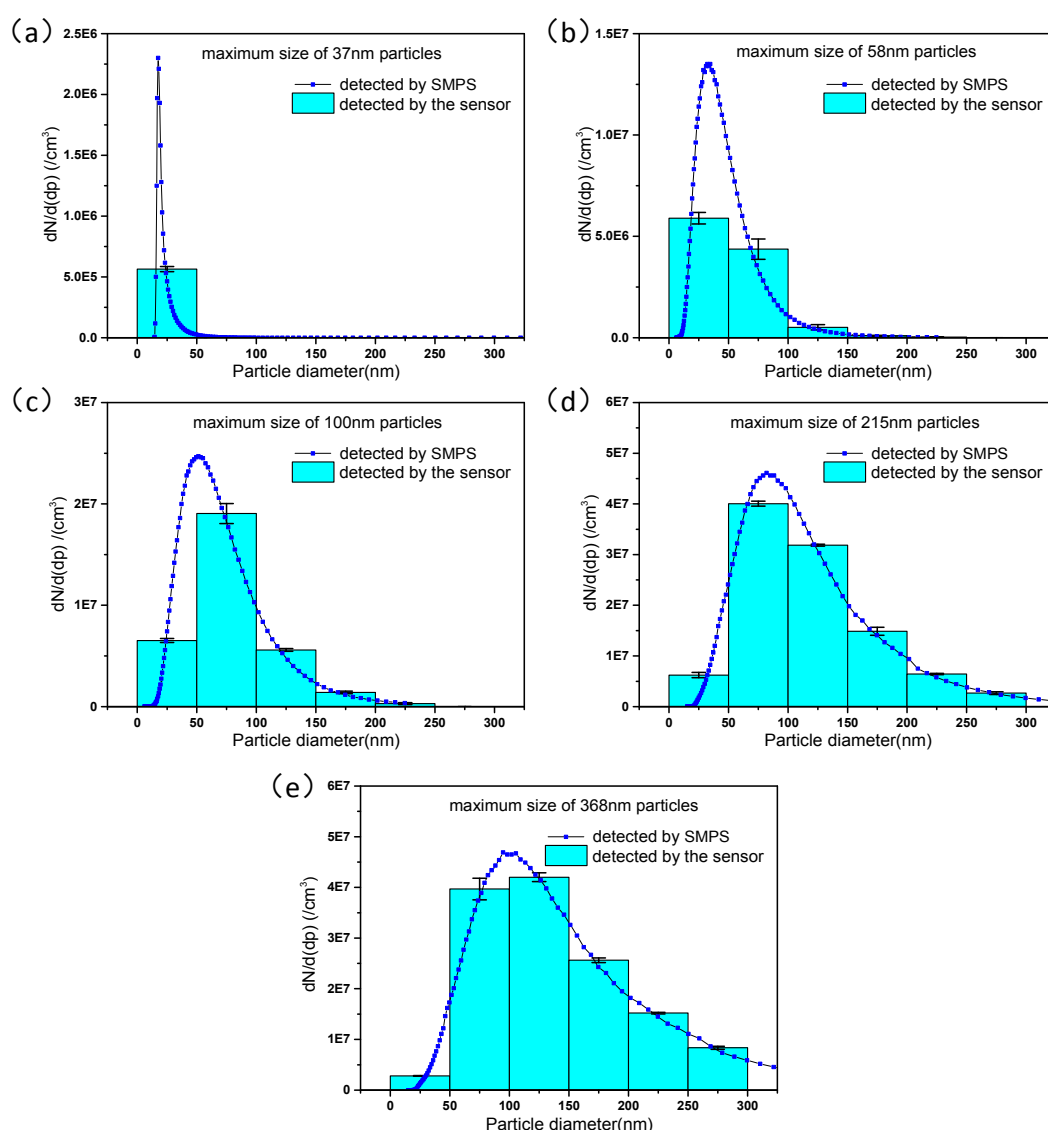 (a)
maximum size of 37nm particles
detected by SMPS
detected by the sensor
dN/d(dp) (/cm³)
2.5E6
2.0E6
1.5E6
1.0E6
5.0E5
0.0
0 50 100 150 200 250 300
Particle diameter(nm)
(b)
maximum size of 58nm particles
detected by SMPS
detected by the sensor
dN/d(dp) (/cm³)
1.5E7
1.0E7
5.0E6
0.0
0 50 100 150 200 250 300
Particle diameter(nm)
(c)
maximum size of 100nm particles
detected by SMPS
detected by the sensor
dN/d(dp) /(cm³)
3E7
2E7
1E7
0
0 50 100 150 200 250 300
Particle diameter(nm)
(d)
maximum size of 215nm particles
detected by SMPS
detected by the sensor
dN/d(dp) (/cm³)
6E7
5E7
4E7
3E7
2E7
1E7
0
0 50 100 150 200 250 300
Particle diameter(nm)
(e)
maximum size of 368nm particles
detected by SMPS
detected by the sensor
dN/d(dp) (/cm³)
6E7
5E7
4E7
3E7
2E7
1E7
0
0 50 100 150 200 250 300
Particle diameter(nm)